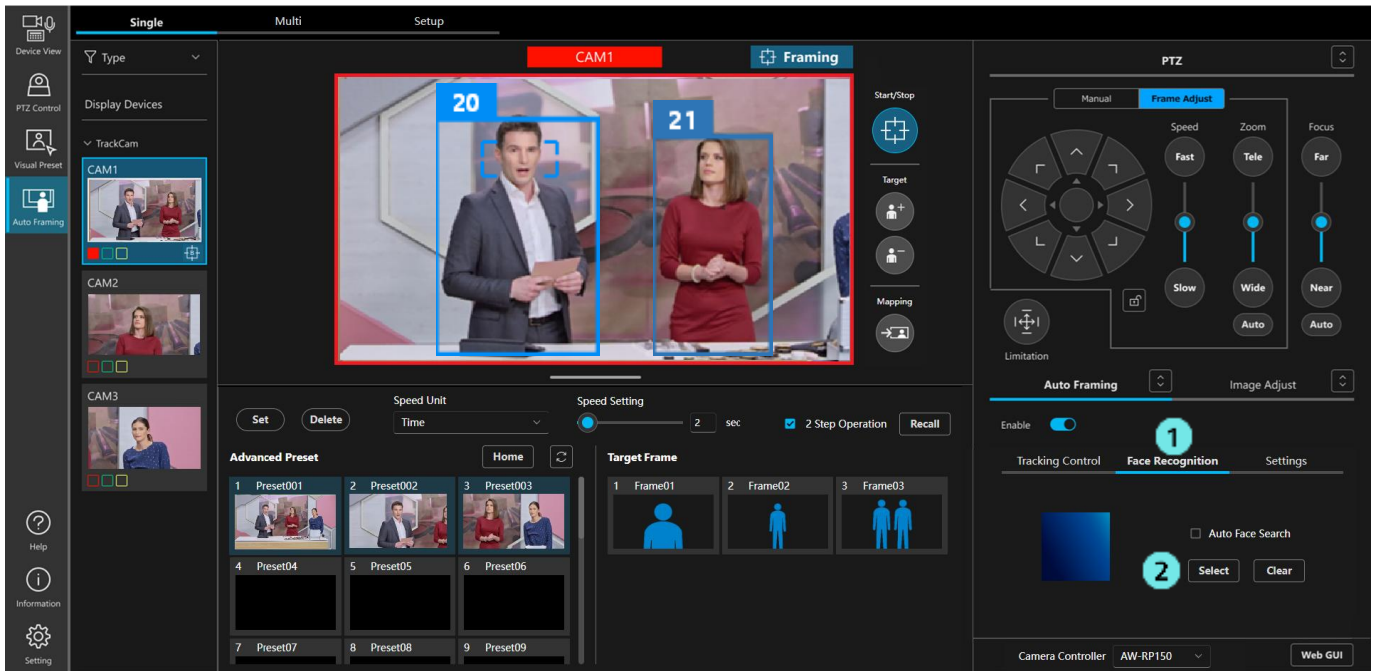 Single Multi Setup
Device View
PTZ Control
Visual Preset
Auto Framing
Help
Information
Setting
Type
Display Devices
TrackCam
CAM1
CAM2
CAM3
CAM1
Framing
20
21
Start/Stop
Target
Mapping
Set Delete
Speed Unit
Time
Speed Setting
2 sec
2 Step Operation
Recall
Advanced Preset
Home
1 Preset001 2 Preset002 3 Preset003
4 Preset04 5 Preset05 6 Preset06
7 Preset07 8 Preset08 9 Preset09
Target Frame
1 Frame01 2 Frame02 3 Frame03
PTZ
Manual Frame Adjust
Speed Zoom Focus
Fast Tele Far
Slow Wide Near
Auto Auto
Limitation
Auto Framing Image Adjust
Enable
1
Tracking Control Face Recognition Settings
Auto Face Search
2 Select Clear
Camera Controller AW-RP150 Web GUI